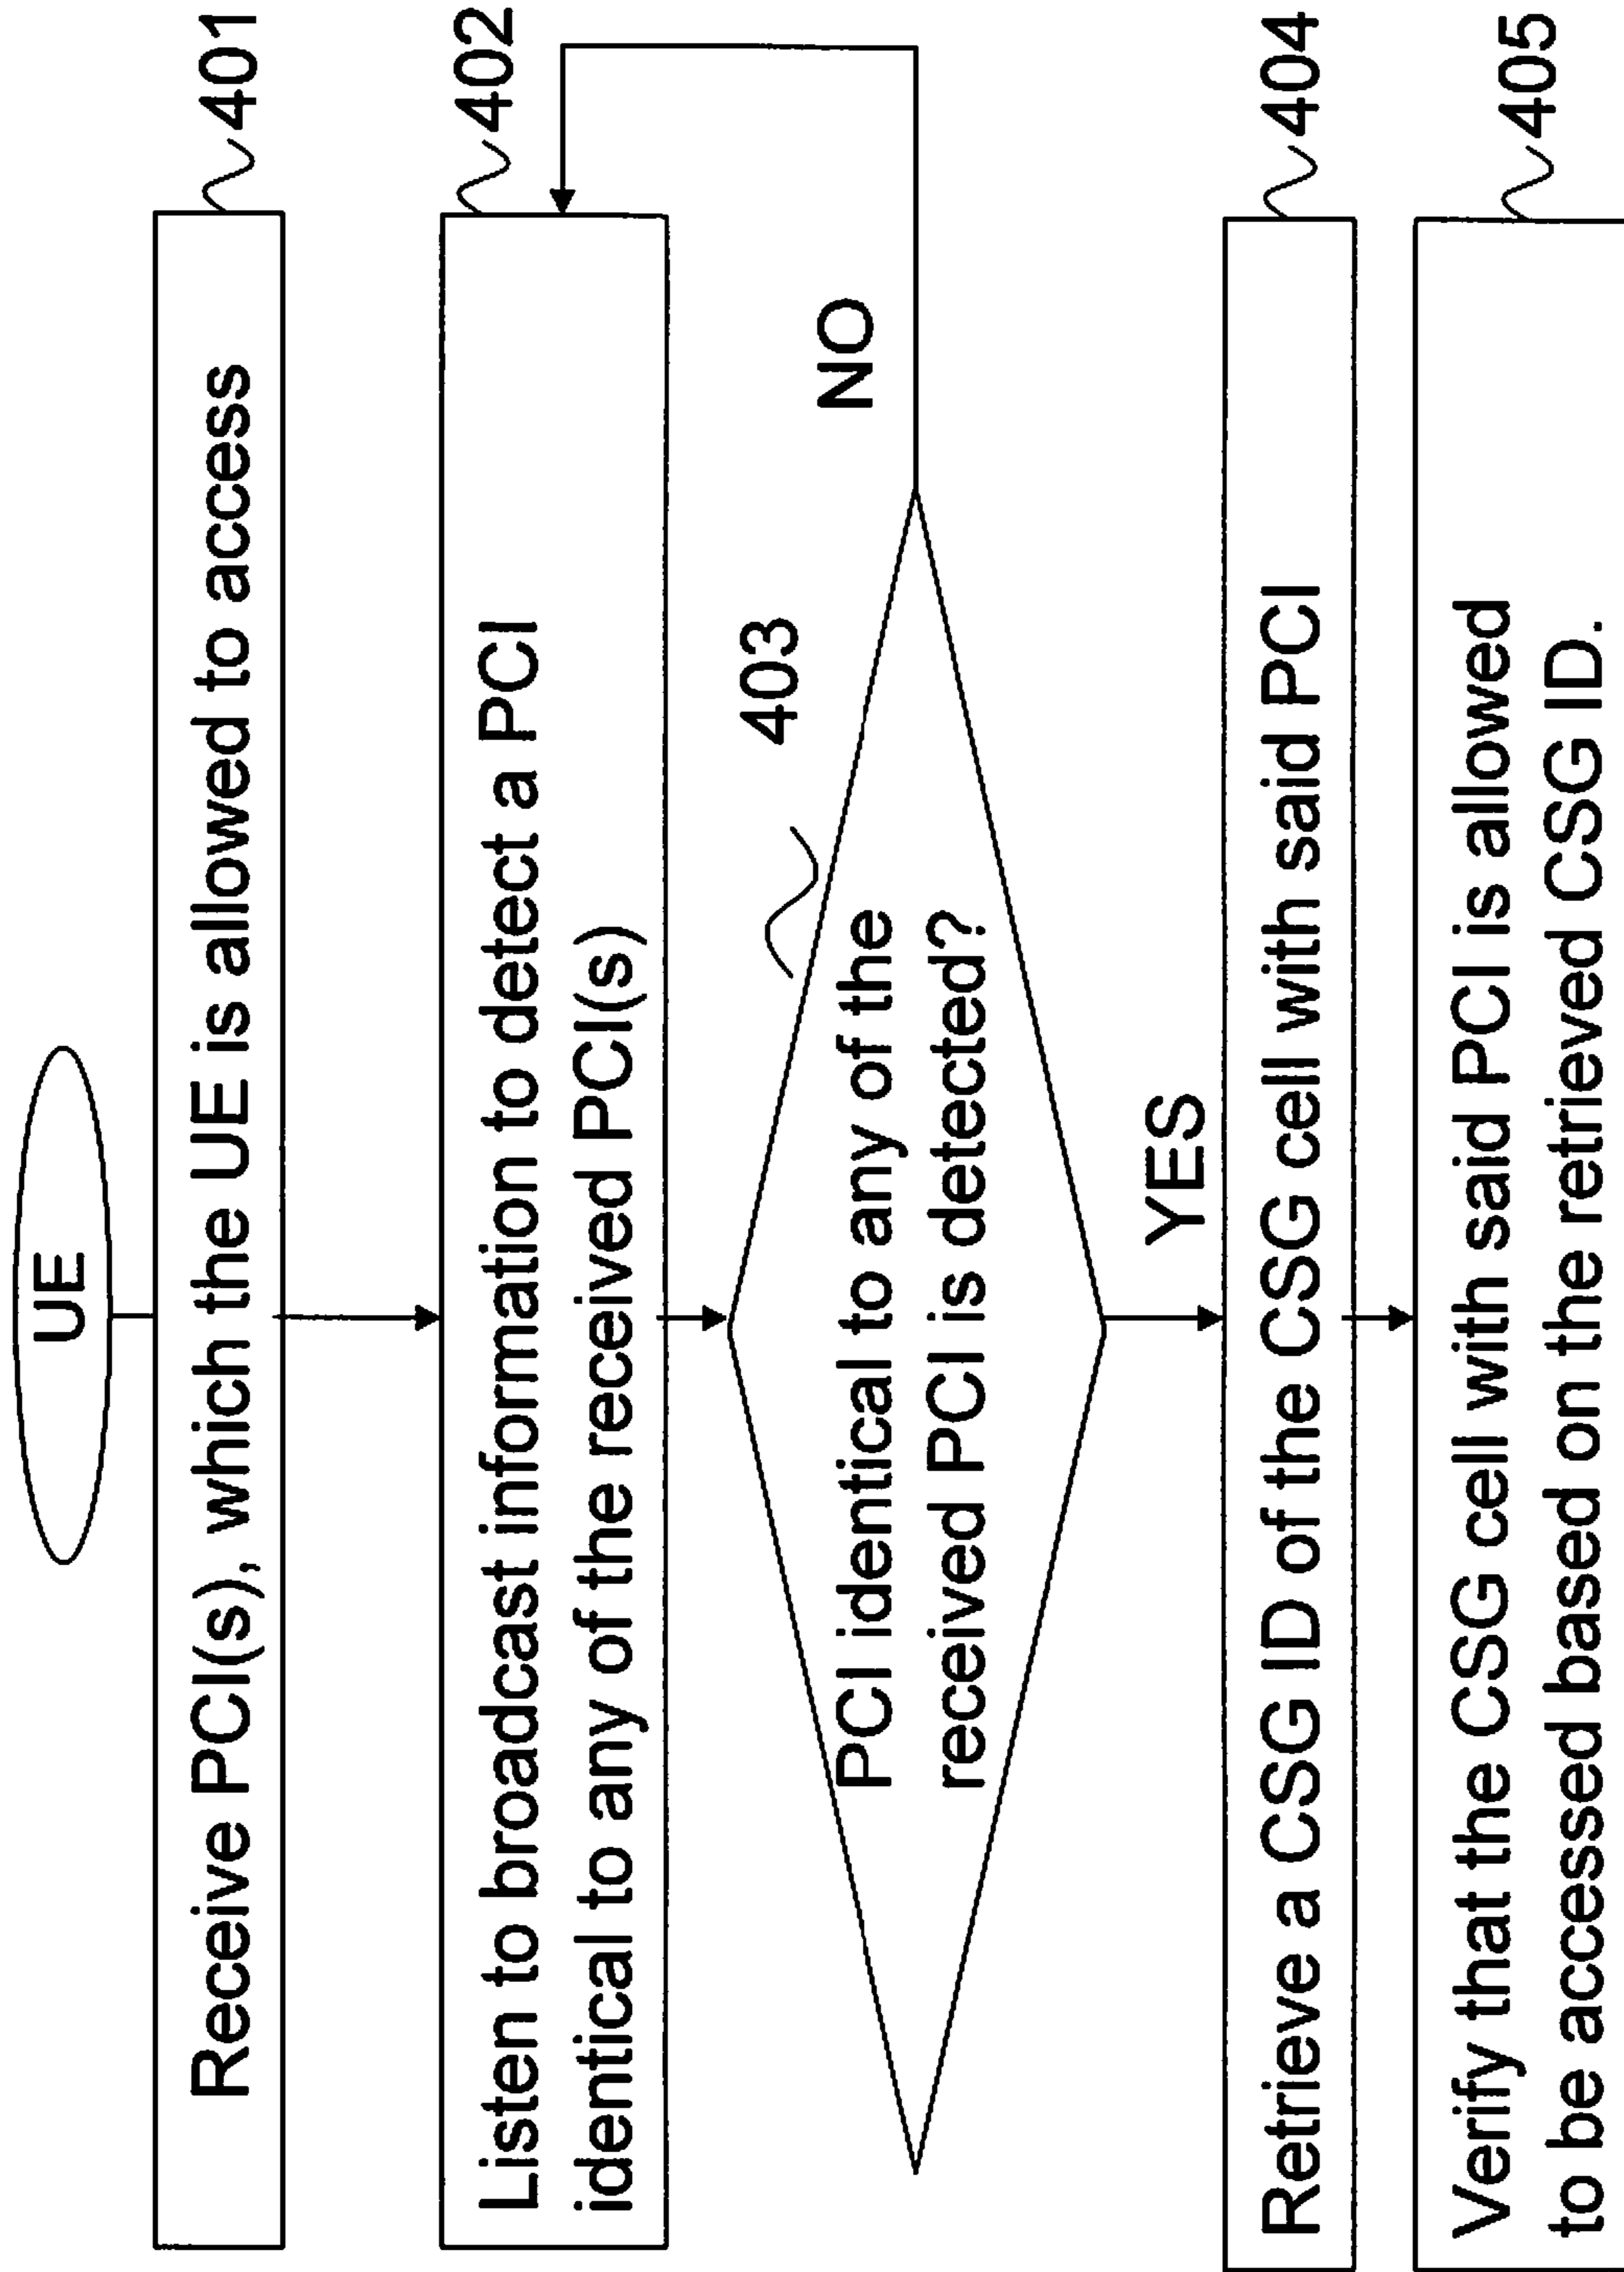 UE
Receive PCI(s), which the UE is allowed to access
401
Listen to broadcast information to detect a PCI
identical to any of the received PCI(s)
402
403
PCI identical to any of the
received PCI is detected?
NO
YES
Retrieve a CSG ID of the CSG cell with said PCI
404
Verify that the CSG cell with said PCI is allowed
to be accessed based on the retrieved CSG ID.
405